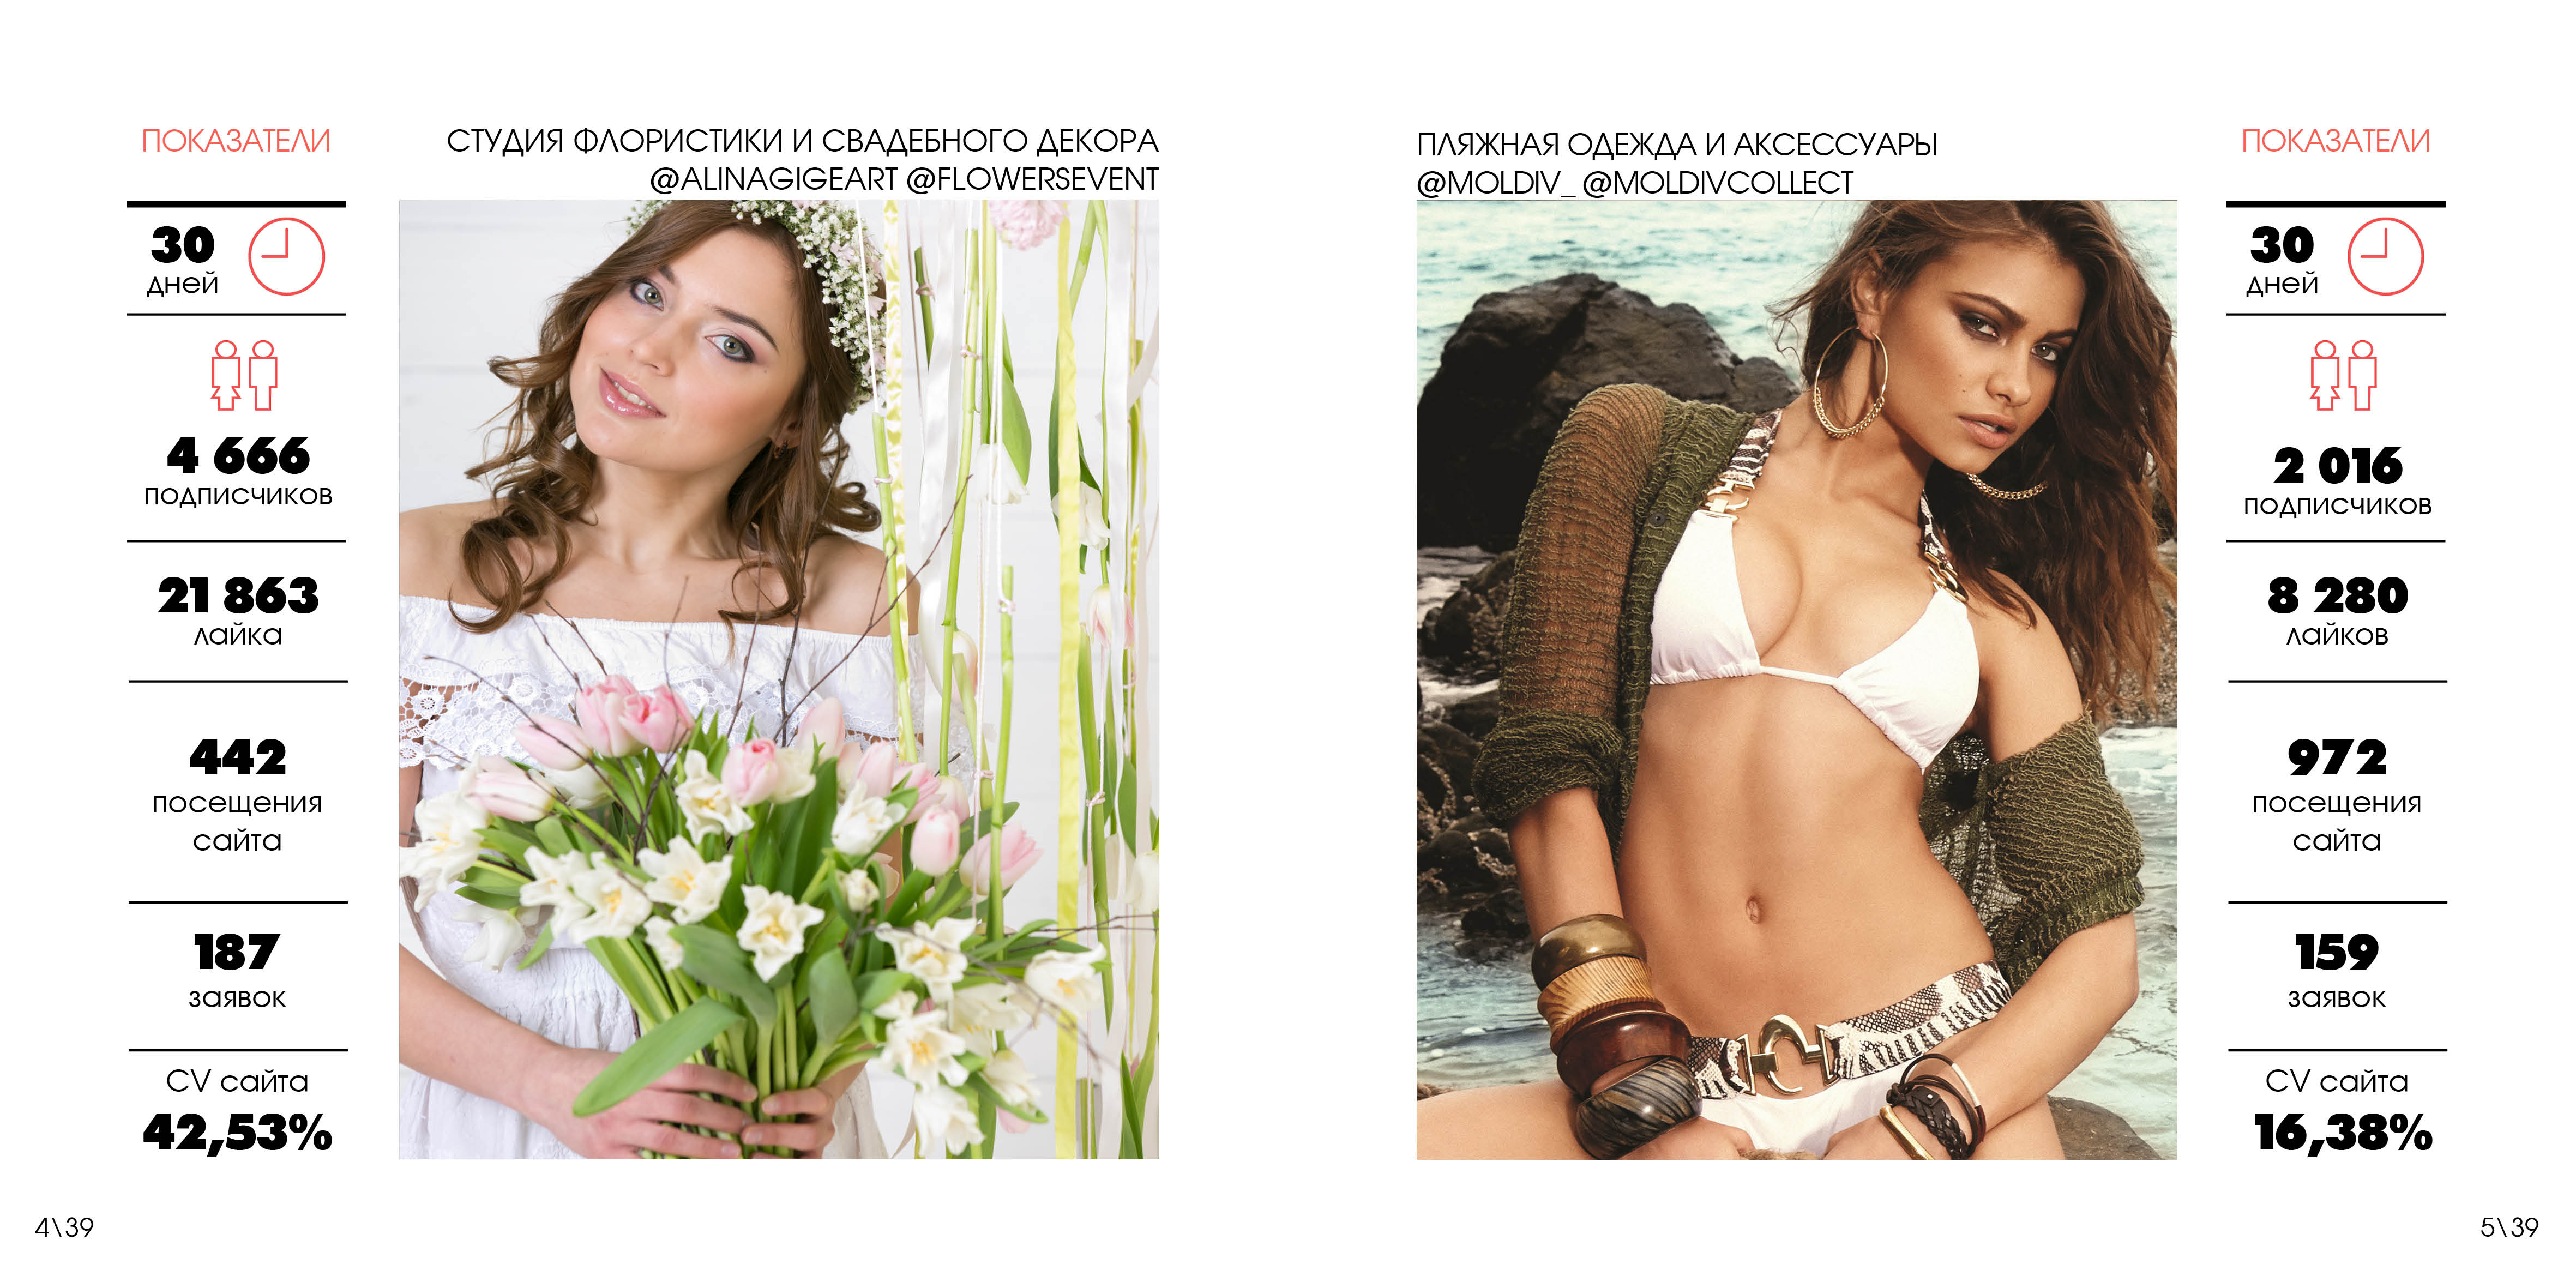 ПОКАЗАТЕЛИ
30
дней
4 666
подписчиков
21 863
лайка
442
посещения
сайта
187
заявок
CV сайта
42,53%
4\39
СТУДИЯ ФЛОРИСТИКИ И СВАДЕБНОГО ДЕКОРА
@ALINAGIGEART @FLOWERSEVENT
ПЛЯЖНАЯ ОДЕЖДА И АКСЕССУАРЫ
@MOLDIV_ @MOLDIVCOLLECT
ПОКАЗАТЕЛИ
30
дней
2 016
подписчиков
8 280
лайков
972
посещения
сайта
159
заявок
CV сайта
16,38%
5\39